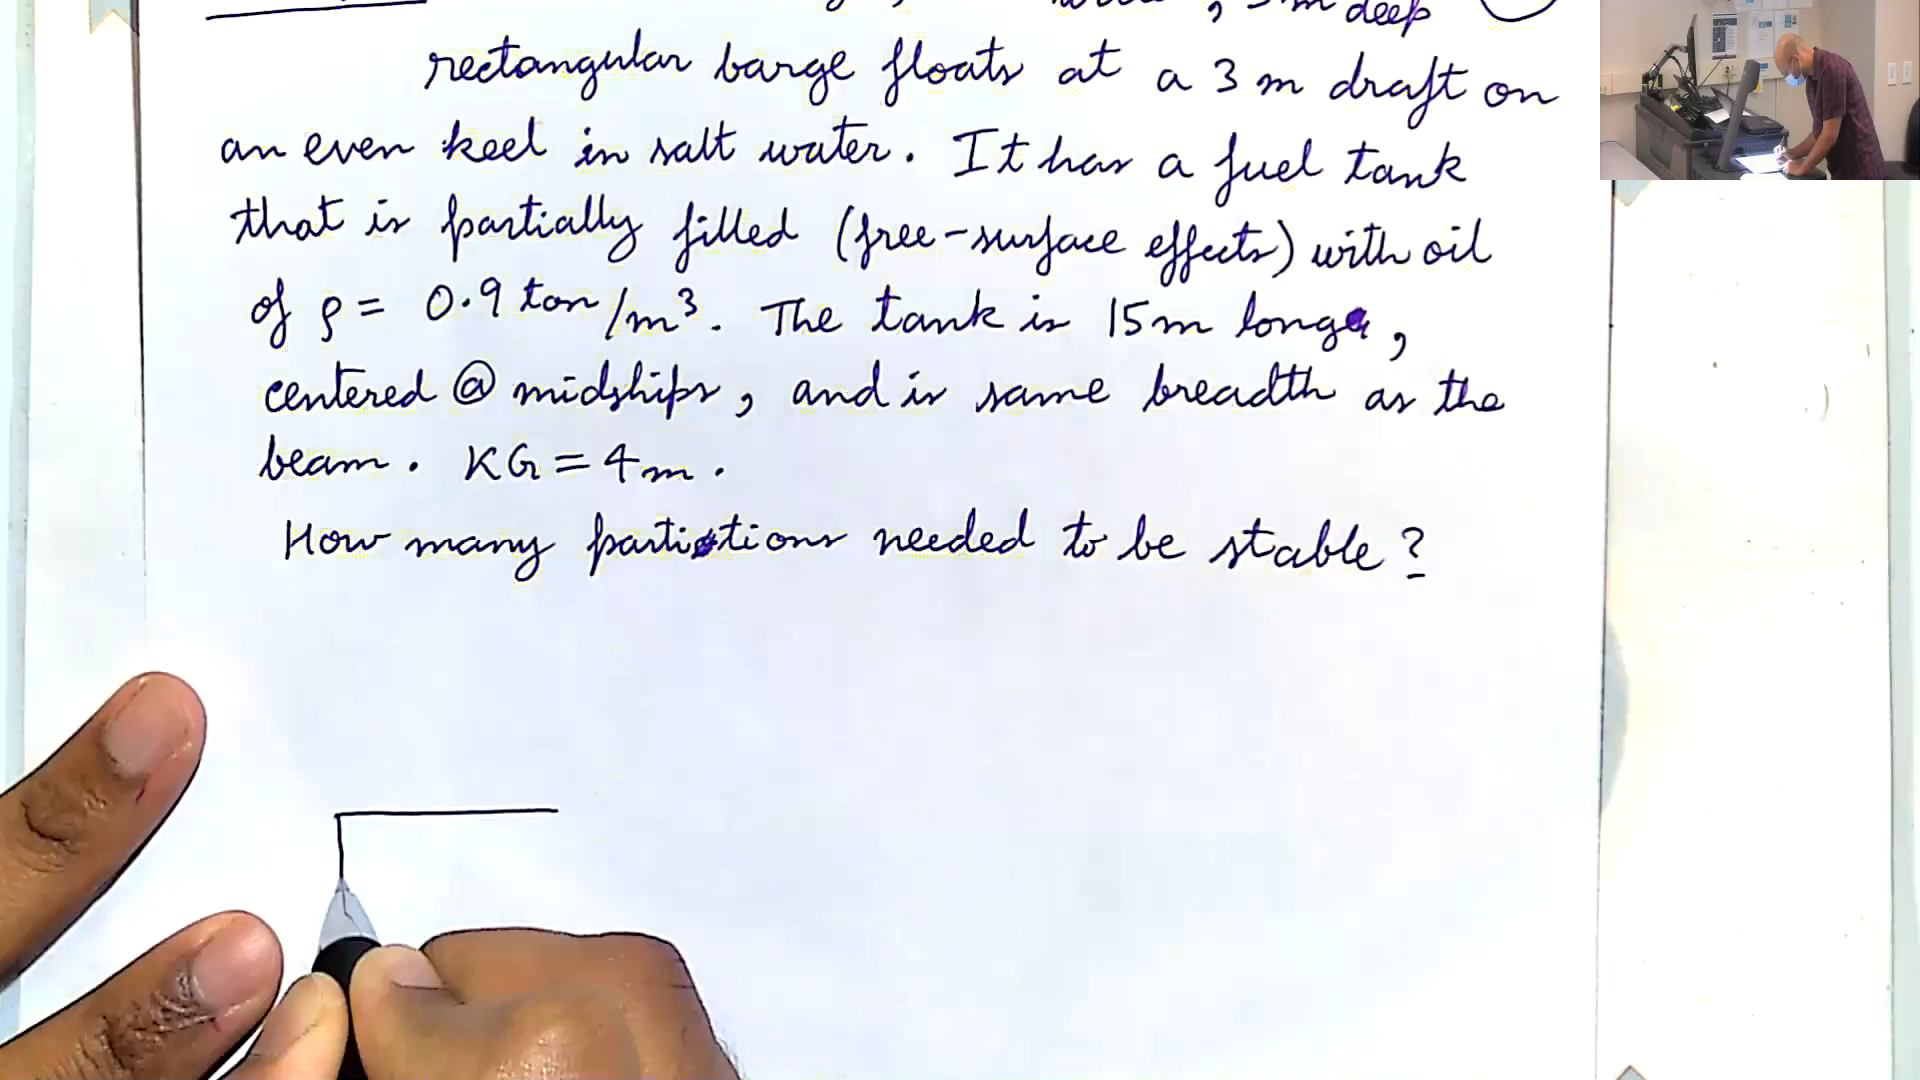 deep
rectangular barge floats at a 3 m draft on
an even keel in salt water. It has a fuel tank
that is partially filled (free-surface effects) with oil
of ρ = 0.9 ton/m³. The tank is 15m long,
centered @ midships, and is same breadth as the
beam. KG = 4m.
How many partitions needed to be stable?